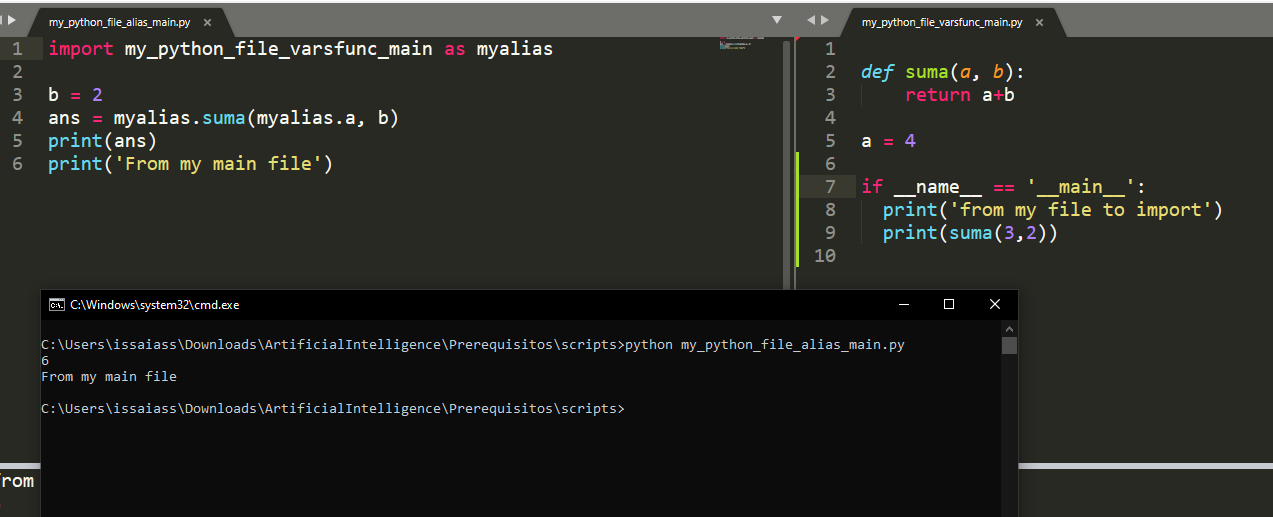 my_python_file_alias_main.py ×
1 import my_python_file_varsfunc_main as myalias
2
3 b = 2
4 ans = myalias.suma(myalias.a, b)
5 print(ans)
6 print('From my main file')
my_python_file_varsfunc_main.py ×
1
2 def suma(a, b):
3     return a+b
4
5 a = 4
6
7 if __name__ == '__main__':
8   print('from my file to import')
9   print(suma(3,2))
10
C:\Windows\system32\cmd.exe
C:\Users\issaiass\Downloads\ArtificialIntelligence\Prerequisitos\scripts>python my_python_file_alias_main.py
6
From my main file
C:\Users\issaiass\Downloads\ArtificialIntelligence\Prerequisitos\scripts>
rom